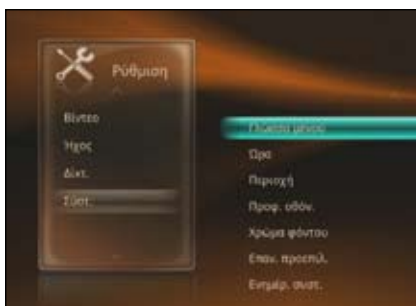 Ρύθμιση
Βίντεο
Ήχος
Δίκτ.
Σύστ.
Γλώσσα μενού
Ώρα
Περιοχή
Προφ. οθόν.
Χρώμα φόντου
Επαν. προεπιλ.
Ενημέρ. συστ.